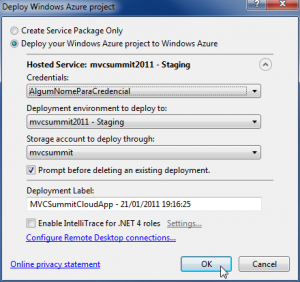 Deploy Windows Azure project
Create Service Package Only
Deploy your Windows Azure project to Windows Azure
Hosted Service: mvcsummit2011 - Staging
Credentials:
AlgumNomeParaCredencial
Deployment environment to deploy to:
mvcsummit2011 - Staging
Storage account to deploy through:
mvcsummit
Prompt before deleting an existing deployment.
Deployment Label:
MVCSummitCloudApp - 21/01/2011 19:16:25
Enable IntelliTrace for .NET 4 roles Settings...
Configure Remote Desktop connections...
Online privacy statement
OK
Cancel